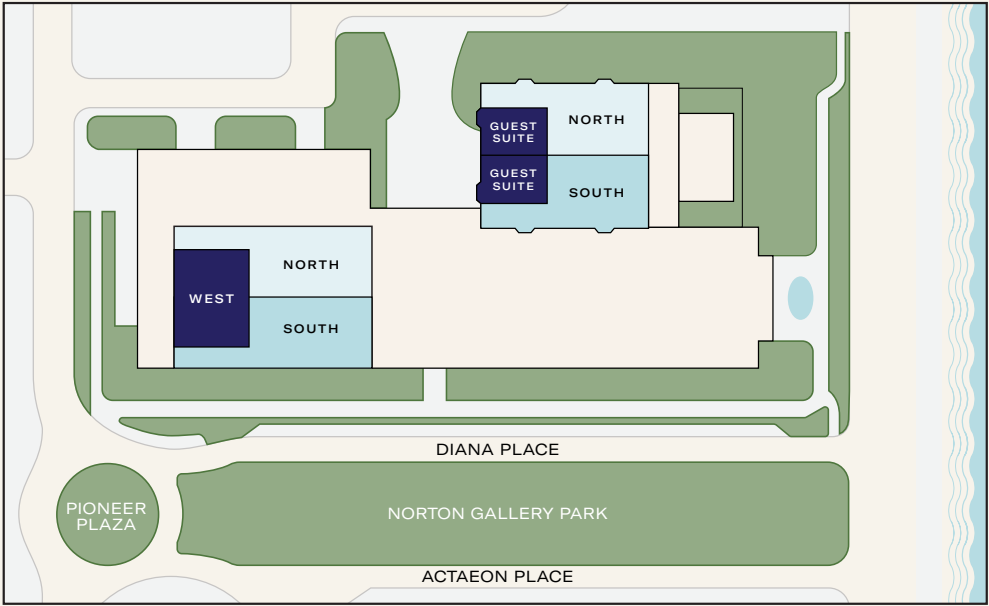 GUEST
SUITE
NORTH
GUEST
SUITE
SOUTH
NORTH
WEST
SOUTH
DIANA PLACE
PIONEER
PLAZA
NORTON GALLERY PARK
ACTAEON PLACE